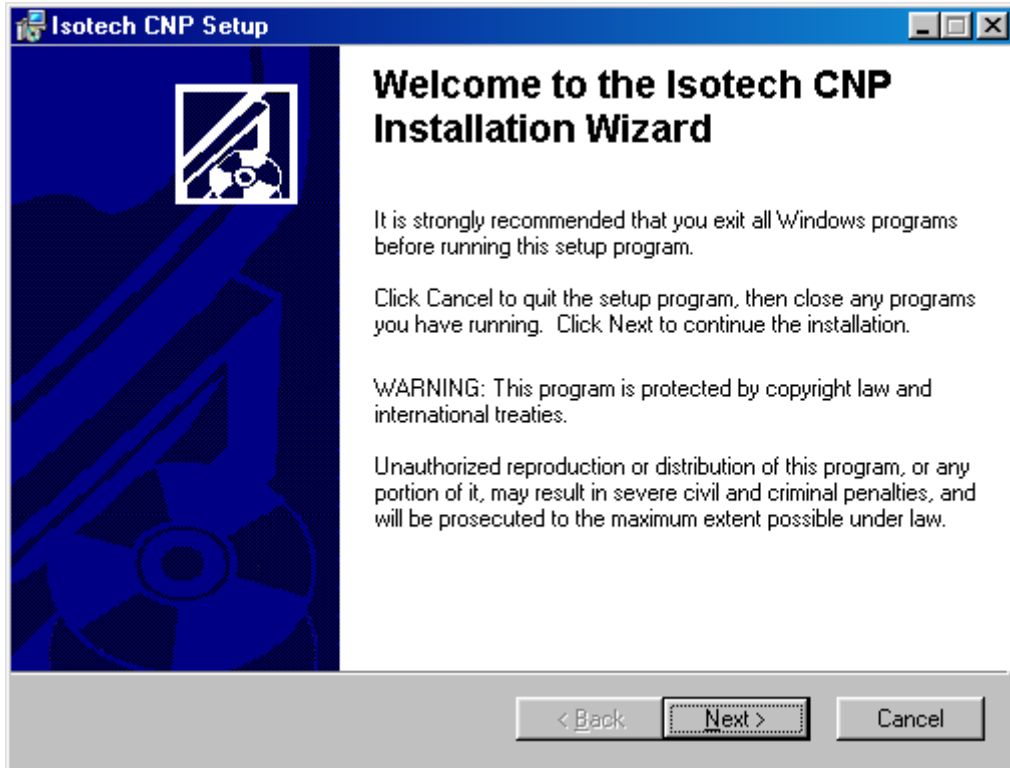 Isotech CNP Setup
Welcome to the Isotech CNP
Installation Wizard
It is strongly recommended that you exit all Windows programs
before running this setup program.
Click Cancel to quit the setup program, then close any programs
you have running.  Click Next to continue the installation.
WARNING: This program is protected by copyright law and
international treaties.
Unauthorized reproduction or distribution of this program, or any
portion of it, may result in severe civil and criminal penalties, and
will be prosecuted to the maximum extent possible under law.
< Back Next > Cancel